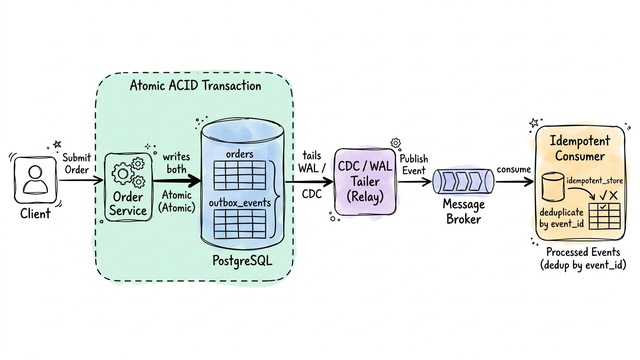 Atomic ACID Transaction
Submit
Order
Client
Order
Service
writes
both
Atomic
(Atomic)
orders
outbox_events
PostgreSQL
tails
WAL /
CDC
CDC / WAL
Tailer
(Relay)
Publish
Event
Message
Broker
consume
Idempotent
Consumer
idempotent_store
deduplicate
by event_id
Processed Events
(dedup by event_id)